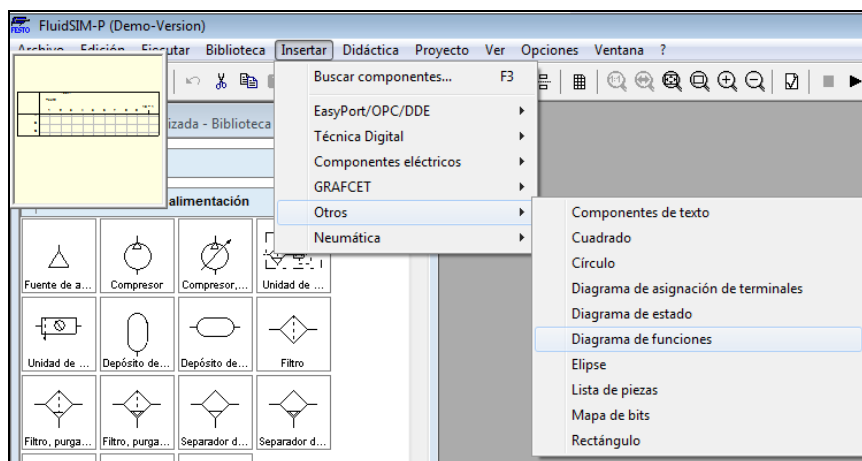 FluidSIM-P (Demo-Version)
Archivo Edición Ejecutar Biblioteca Insertar Didáctica Proyecto Ver Opciones Ventana ?
Buscar componentes... F3
izada - Biblioteca
EasyPort/OPC/DDE
Técnica Digital
Componentes eléctricos
GRAFCET
alimentación
Otros
Neumática
Componentes de texto
Cuadrado
Círculo
Diagrama de asignación de terminales
Diagrama de estado
Diagrama de funciones
Elipse
Lista de piezas
Mapa de bits
Rectángulo
Fuente de a... Compresor Compresor,... Unidad de ...
Unidad de ... Depósito de... Depósito de... Filtro
Filtro, purga... Filtro, purga... Separador d... Separador d...